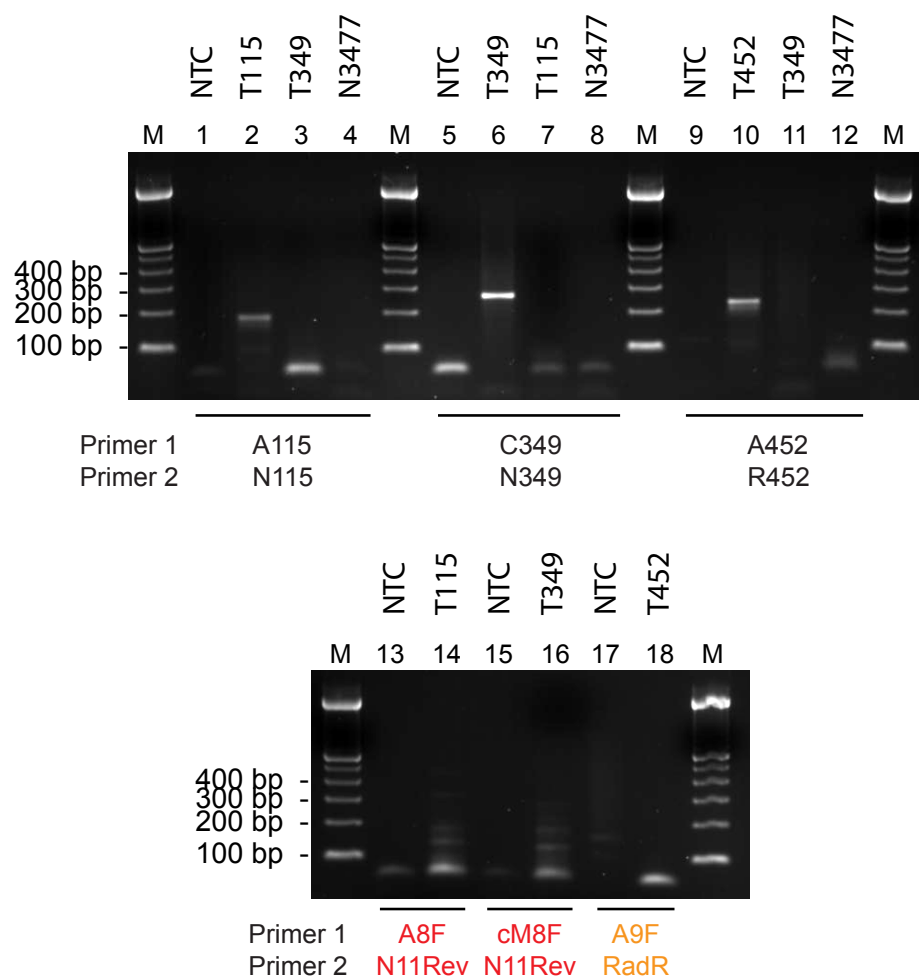 NTC T115 T349 N3477 NTC T349 T115 N3477 NTC T452 T349 N3477
M 1 2 3 4 M 5 6 7 8 M 9 10 11 12 M
400 bp -
300 bp -
200 bp -
100 bp -
Primer 1 A115 C349 A452
Primer 2 N115 N349 R452
NTC T115 NTC T349 NTC T452
M 13 14 15 16 17 18 M
400 bp -
300 bp -
200 bp -
100 bp -
Primer 1 A8F cM8F A9F
Primer 2 N11Rev N11Rev RadR